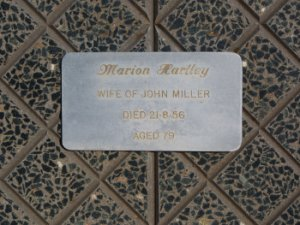 Marion Hartley
WIFE OF JOHN MILLER
DIED 21·8·56
AGED 79